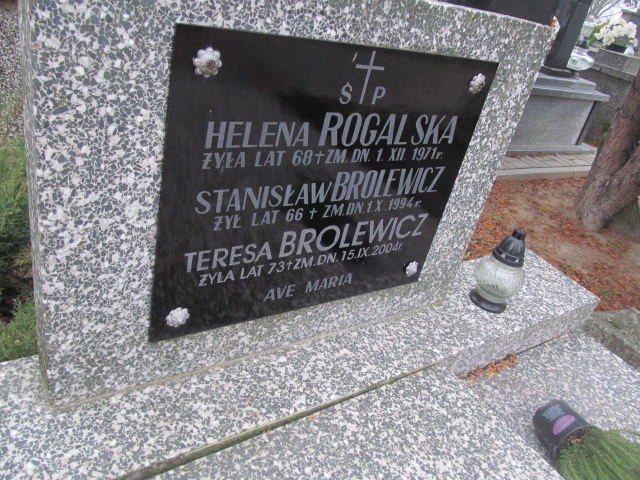 Ś P
HELENA ROGALSKA
ŻYŁA LAT 68 + ZM. DN. 1. XII. 1971r.
STANISŁAW BROLEWICZ
ŻYŁ LAT 66 + ZM. DN. 1. X. 1994r.
TERESA BROLEWICZ
ŻYŁA LAT 73 + ZM. DN. 15. IX. 2004r.
AVE MARIA